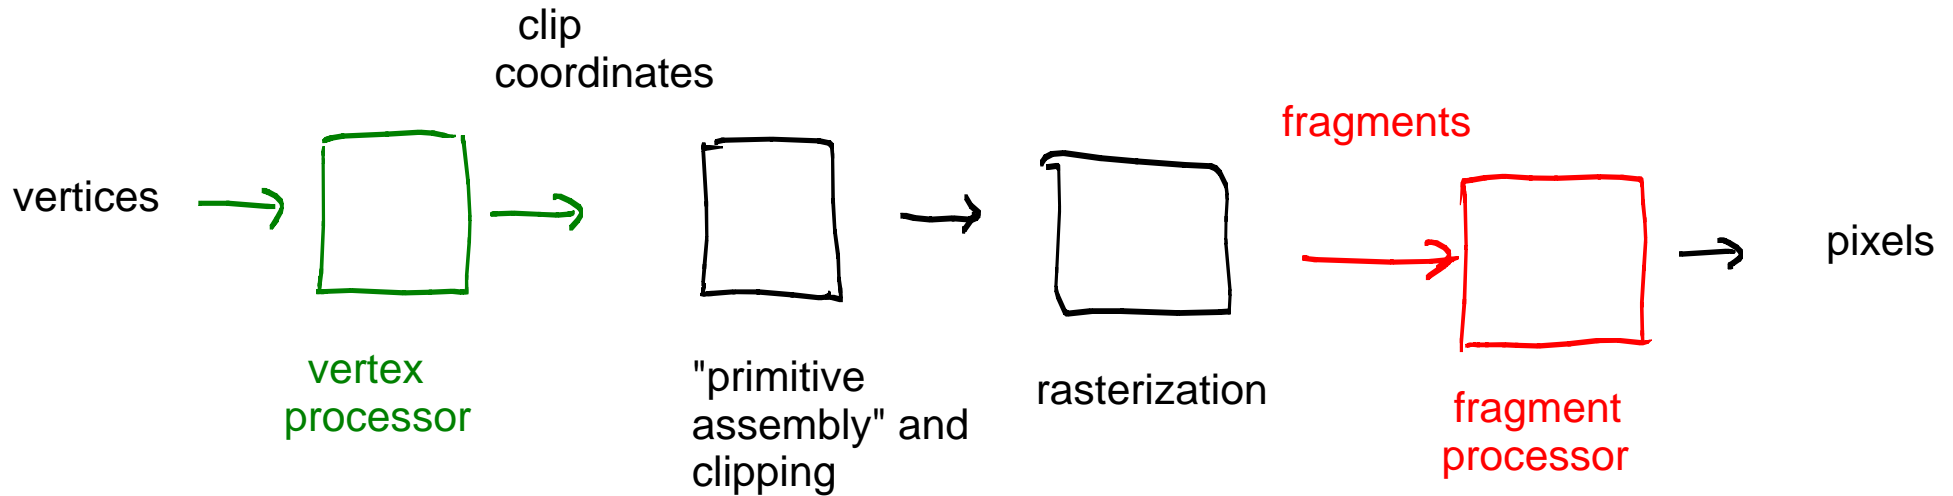 clip
coordinates
fragments
vertices
pixels
vertex
processor
"primitive
assembly" and
clipping
rasterization
fragment
processor